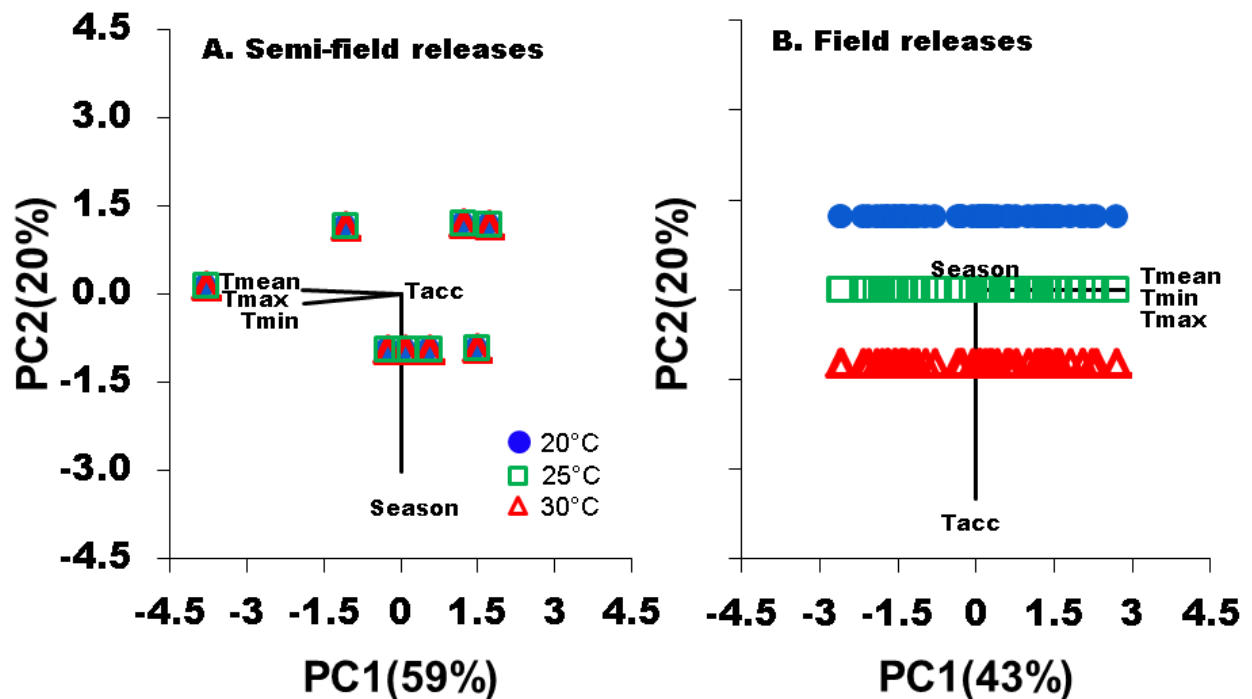 A. Semi-field releases
PC2(20%)
4.5
3.0
1.5
0.0
-1.5
-3.0
-4.5
Tmean
Tmax
Tmin
Tacc
Season
20°C
25°C
30°C
-4.5 -3 -1.5 0 1.5 3 4.5
PC1(59%)
B. Field releases
PC2(20%)
Season
Tmean
Tmin
Tmax
Tacc
-4.5 -3 -1.5 0 1.5 3 4.5
PC1(43%)